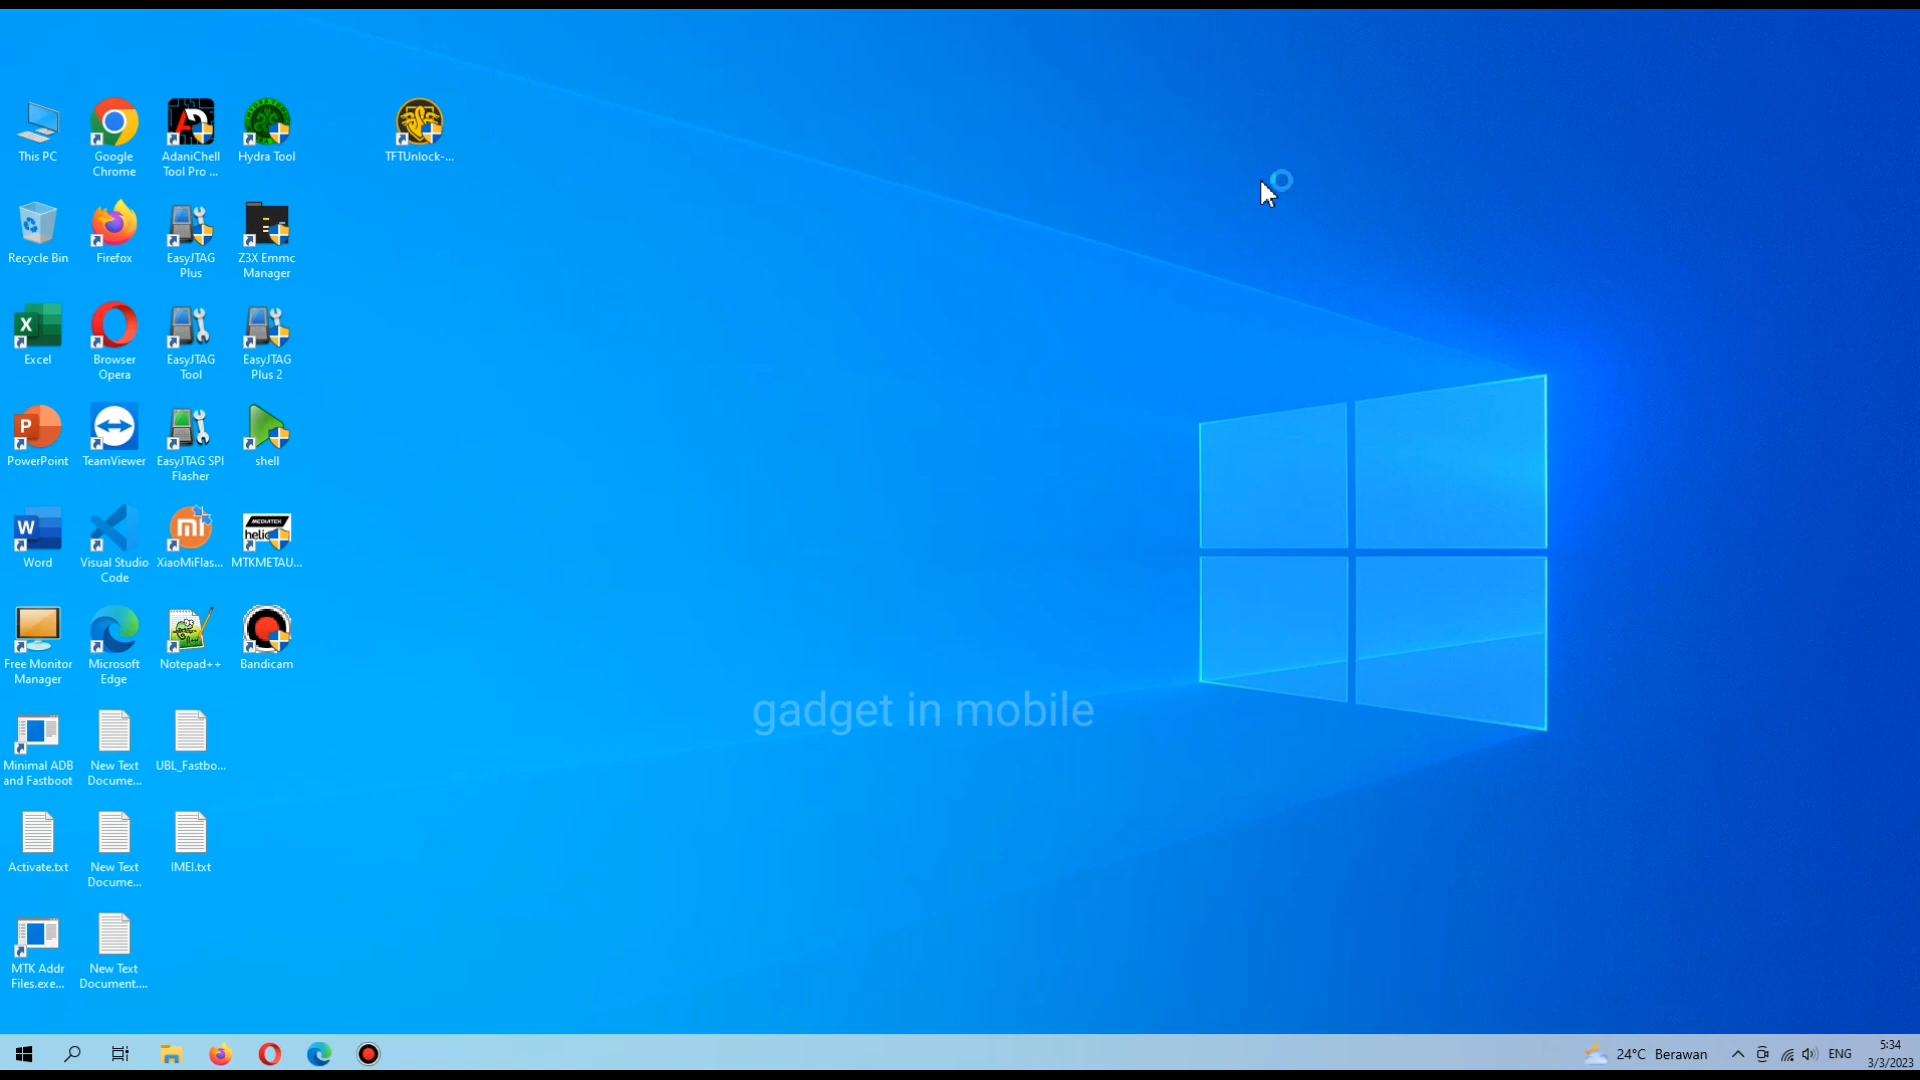 This PC
Google
Chrome
AdaniChell
Tool Pro ...
Hydra Tool
TFTUnlock-...
Recycle Bin
Firefox
EasyJTAG
Plus
Z3X Emmc
Manager
Excel
Browser
Opera
EasyJTAG
Tool
EasyJTAG
Plus 2
PowerPoint
TeamViewer
EasyJTAG SPI
Flasher
shell
Word
Visual Studio
Code
XiaoMiFlas...
MEDIATEK
helio
MTKMETAU...
Free Monitor
Manager
Microsoft
Edge
Notepad++
Bandicam
gadget in mobile
Minimal ADB
and Fastboot
New Text
Docume...
UBL_Fastbo...
Activate.txt
New Text
Docume...
IMEI.txt
MTK Addr
Files.exe...
New Text
Document....
24°C Berawan
ENG
5:34
3/3/2023